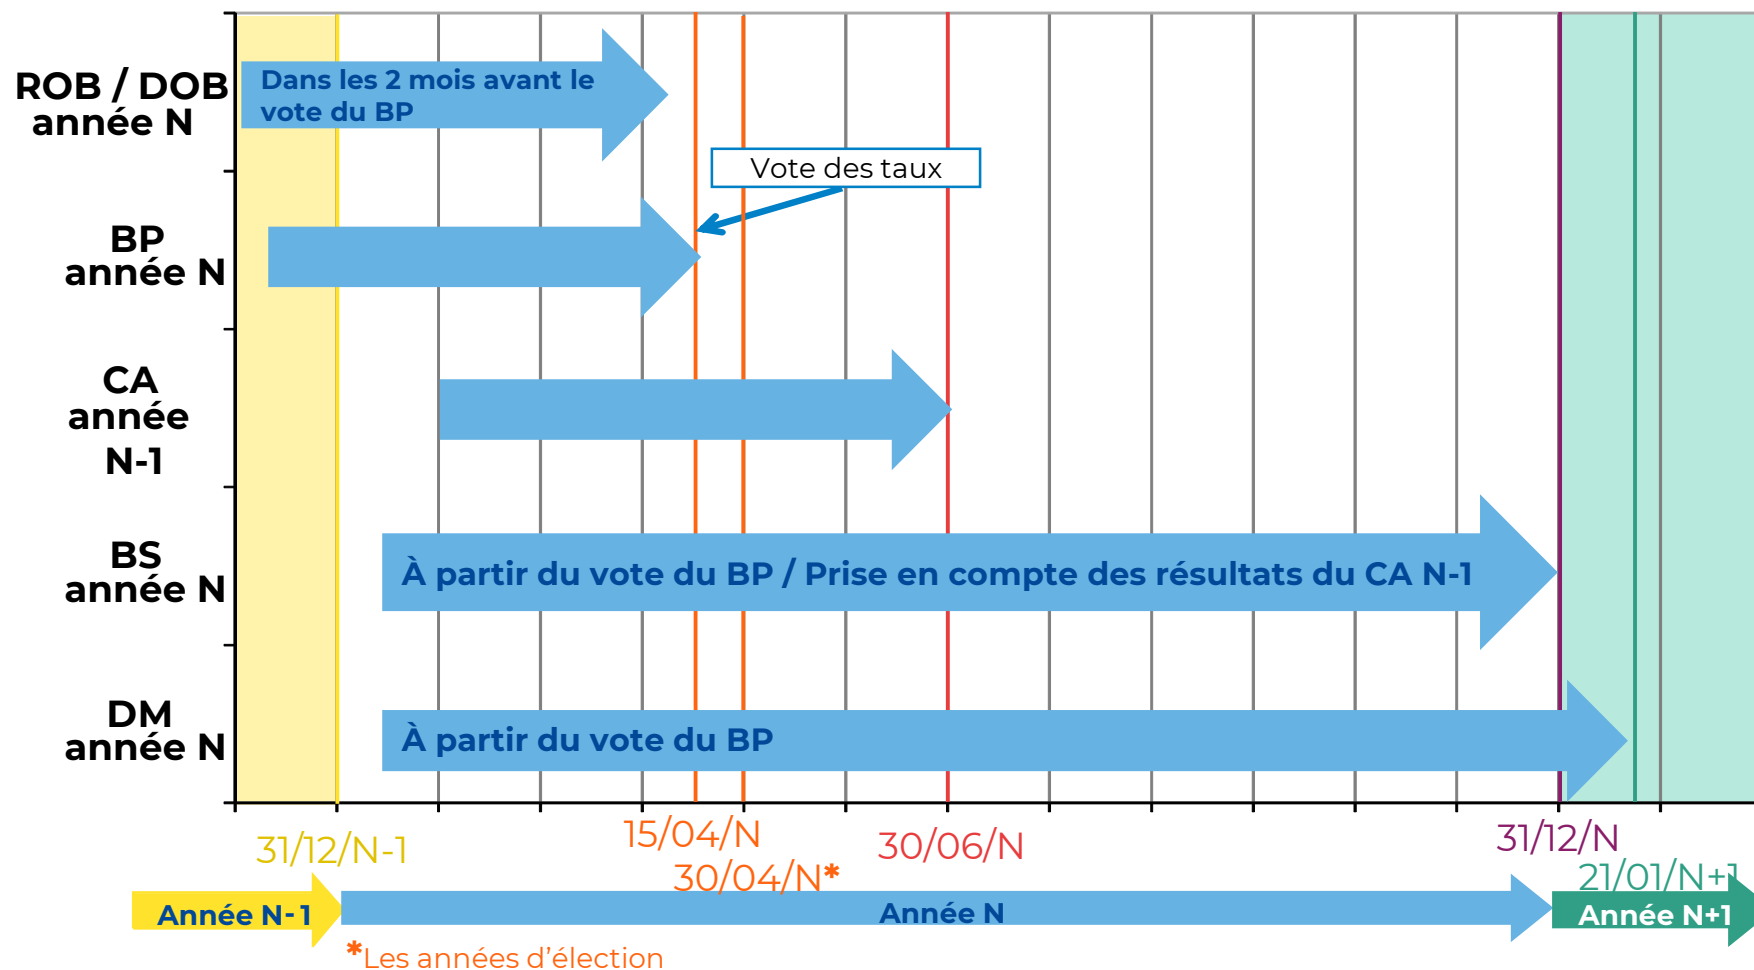 ROB / DOB
année N
Dans les 2 mois avant le
vote du BP
Vote des taux
BP
année N
CA
année
N-1
BS
année N
À partir du vote du BP / Prise en compte des résultats du CA N-1
DM
année N
À partir du vote du BP
31/12/N-1
15/04/N
30/04/N*
30/06/N
31/12/N
21/01/N+1
Année N-1
Année N
Année N+1
*Les années d’élection